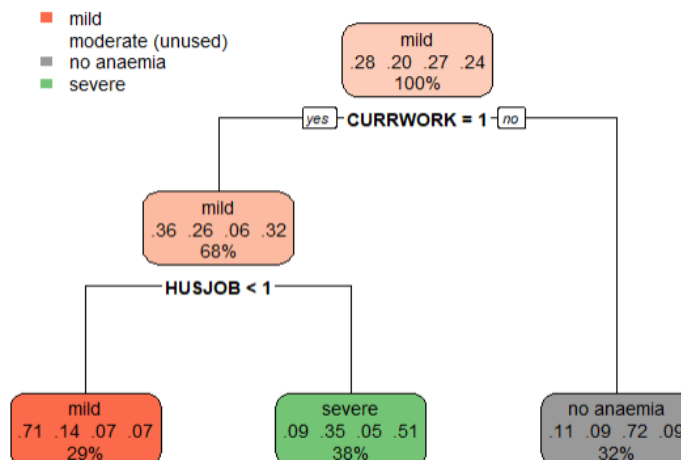 mild
moderate (unused)
no anaemia
severe
mild
.28 .20 .27 .24
100%
yes CURRWORK = 1 no
mild
.36 .26 .06 .32
68%
HUSJOB < 1
mild
.71 .14 .07 .07
29%
severe
.09 .35 .05 .51
38%
no anaemia
.11 .09 .72 .09
32%